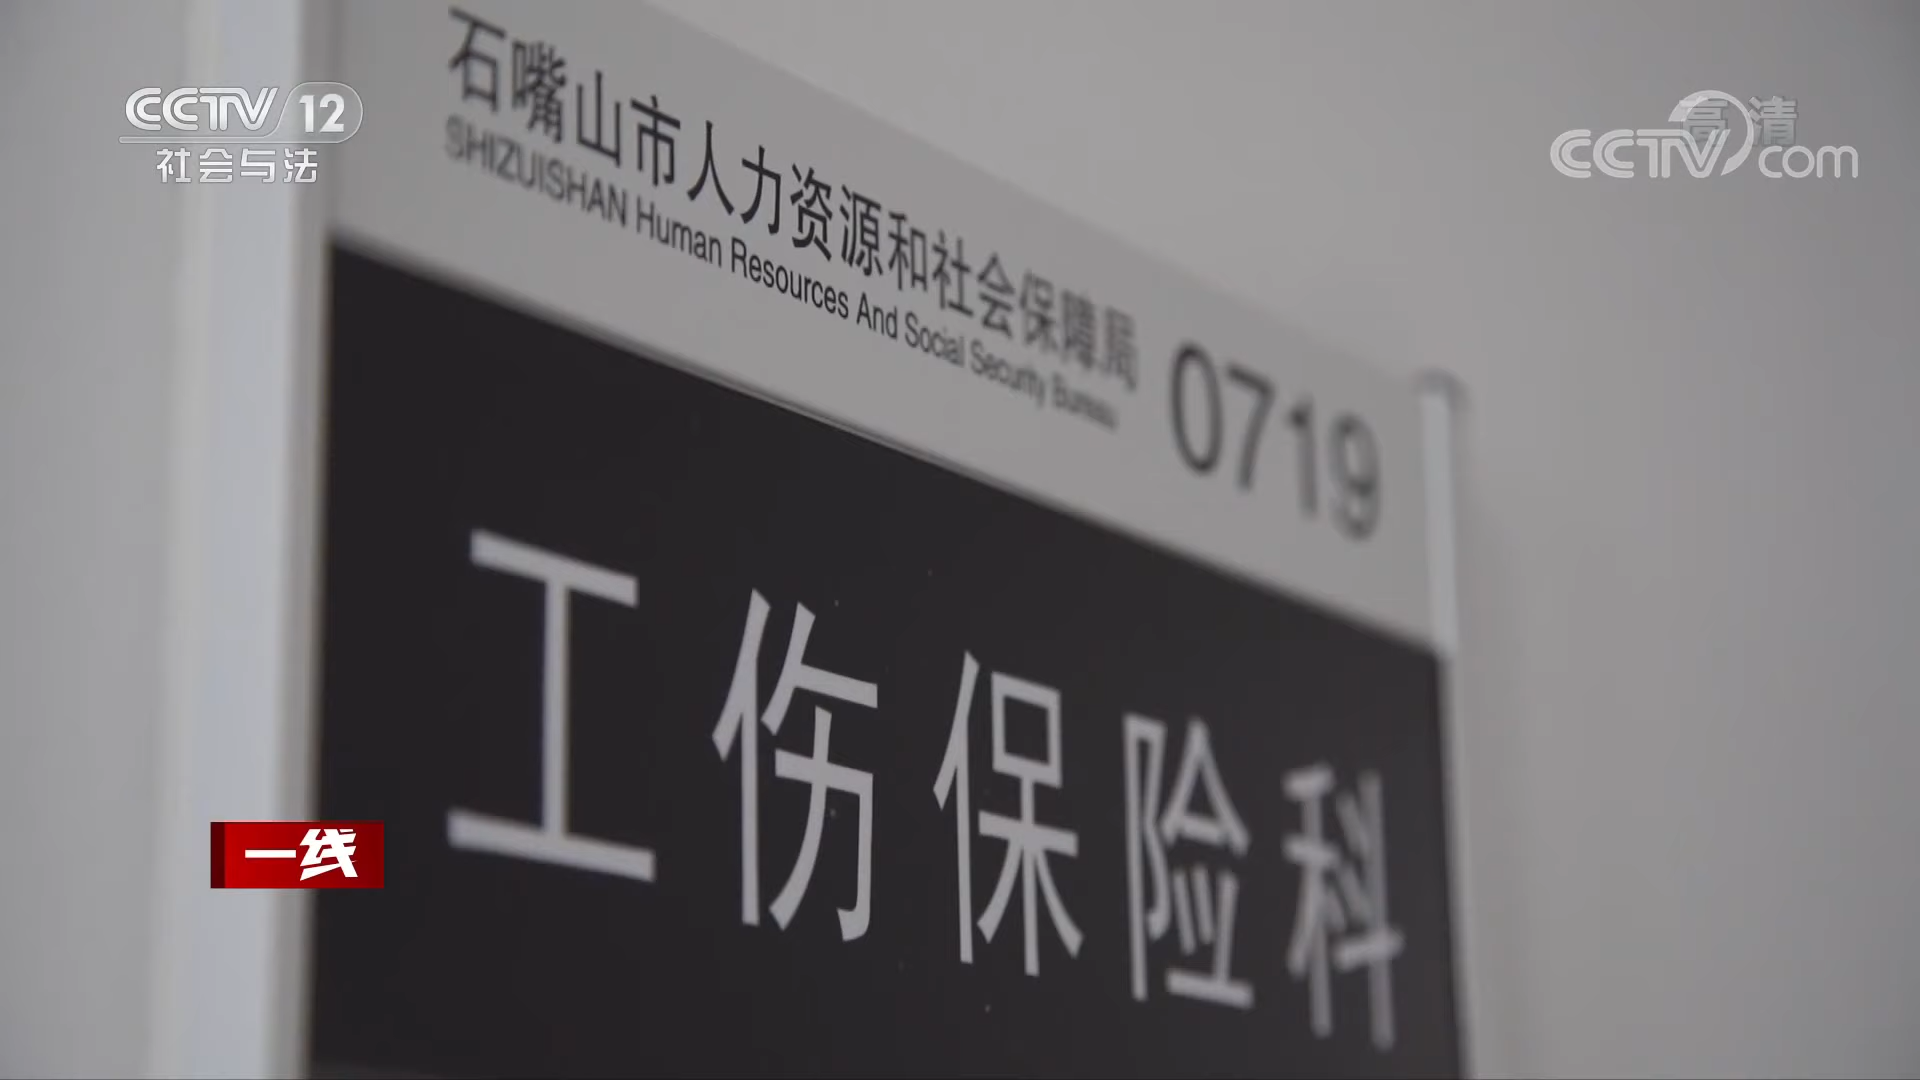 CCTV 12
社会与法
高清
CCTV.com
石嘴山市人力资源和社会保障局
SHIZUISHAN Human Resources And Social Security Bureau
0719
工伤保险科
一线